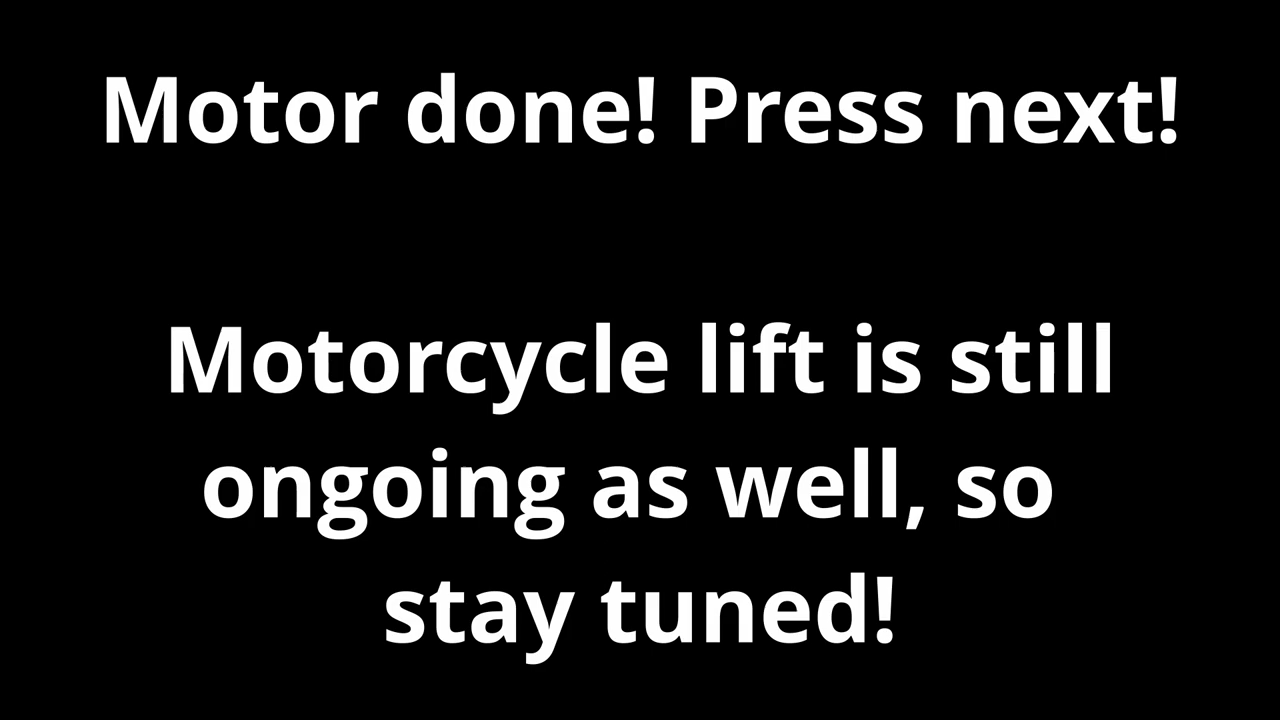 Motor done! Press next!
Motorcycle lift is still
ongoing as well, so
stay tuned!